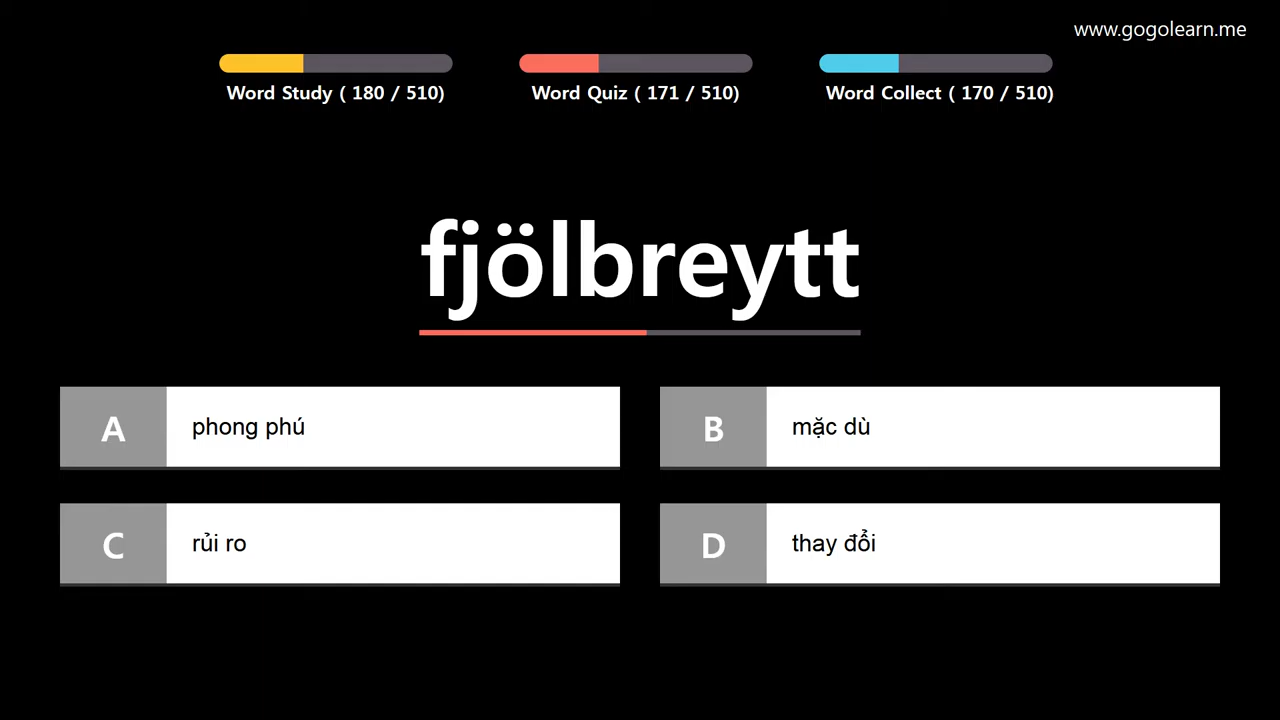 www.gogolearn.me
Word Study ( 180 / 510)
Word Quiz ( 171 / 510)
Word Collect ( 170 / 510)
fjölbreytt
A phong phú
B mặc dù
C rủi ro
D thay đổi